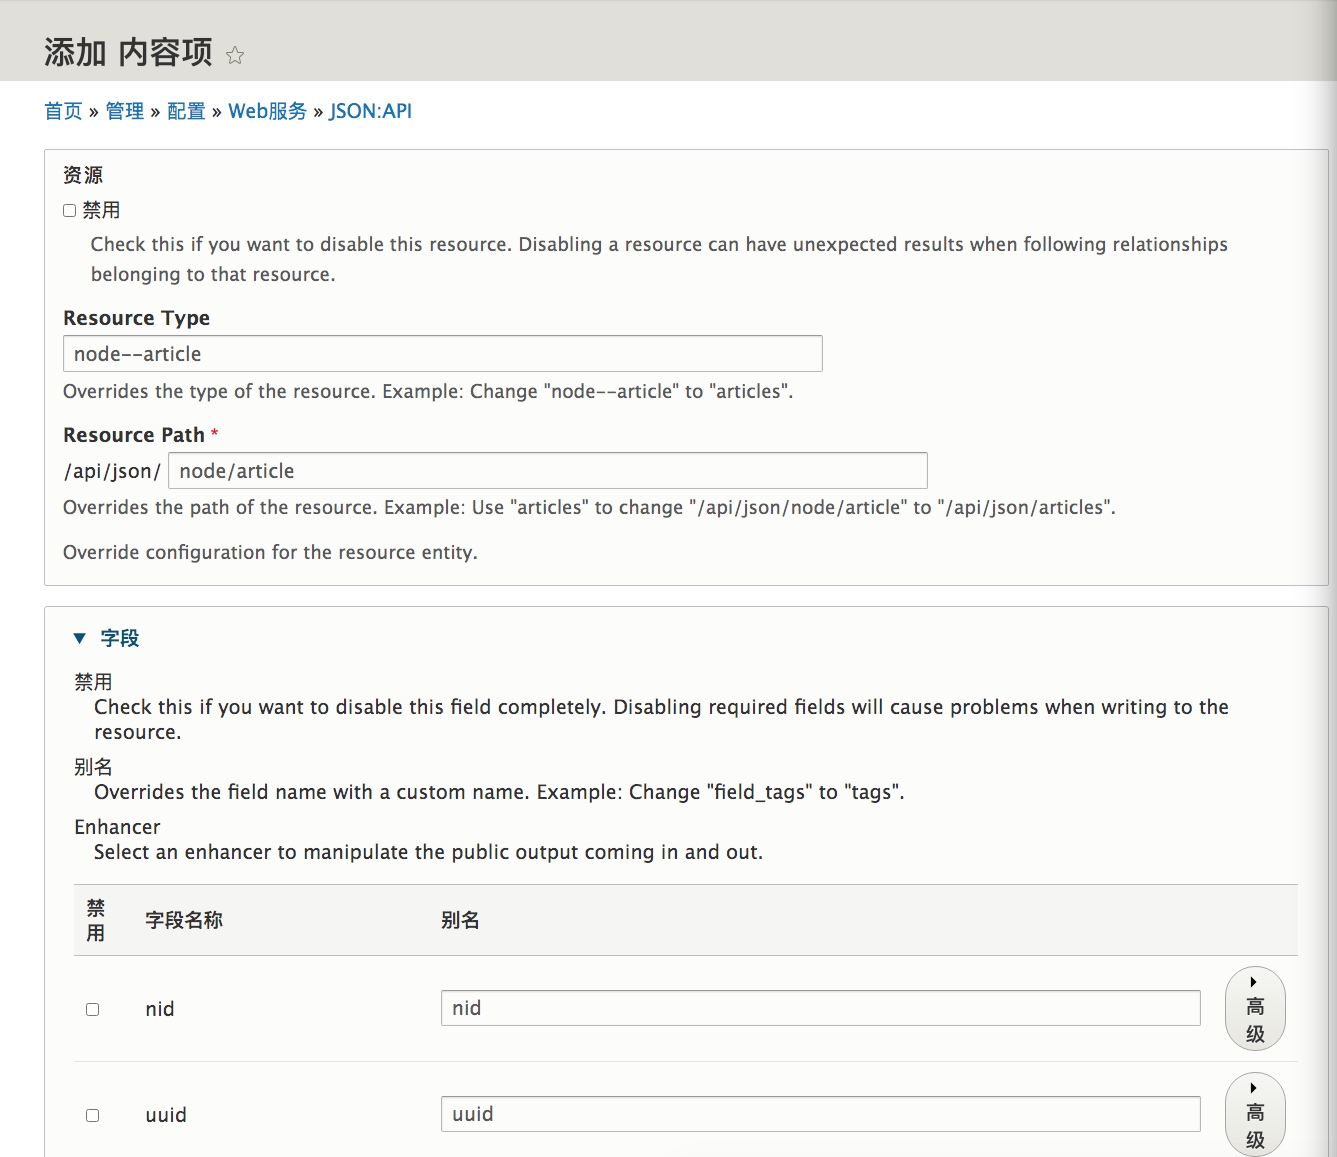 添加 内容项
首页 » 管理 » 配置 » Web服务 » JSON:API
资源
禁用
Check this if you want to disable this resource. Disabling a resource can have unexpected results when following relationships
belonging to that resource.
Resource Type
node--article
Overrides the type of the resource. Example: Change "node--article" to "articles".
Resource Path *
/api/json/ node/article
Overrides the path of the resource. Example: Use "articles" to change "/api/json/node/article" to "/api/json/articles".
Override configuration for the resource entity.
字段
禁用
Check this if you want to disable this field completely. Disabling required fields will cause problems when writing to the
resource.
别名
Overrides the field name with a custom name. Example: Change "field_tags" to "tags".
Enhancer
Select an enhancer to manipulate the public output coming in and out.
禁用 字段名称 别名
nid nid 高级
uuid uuid 高级